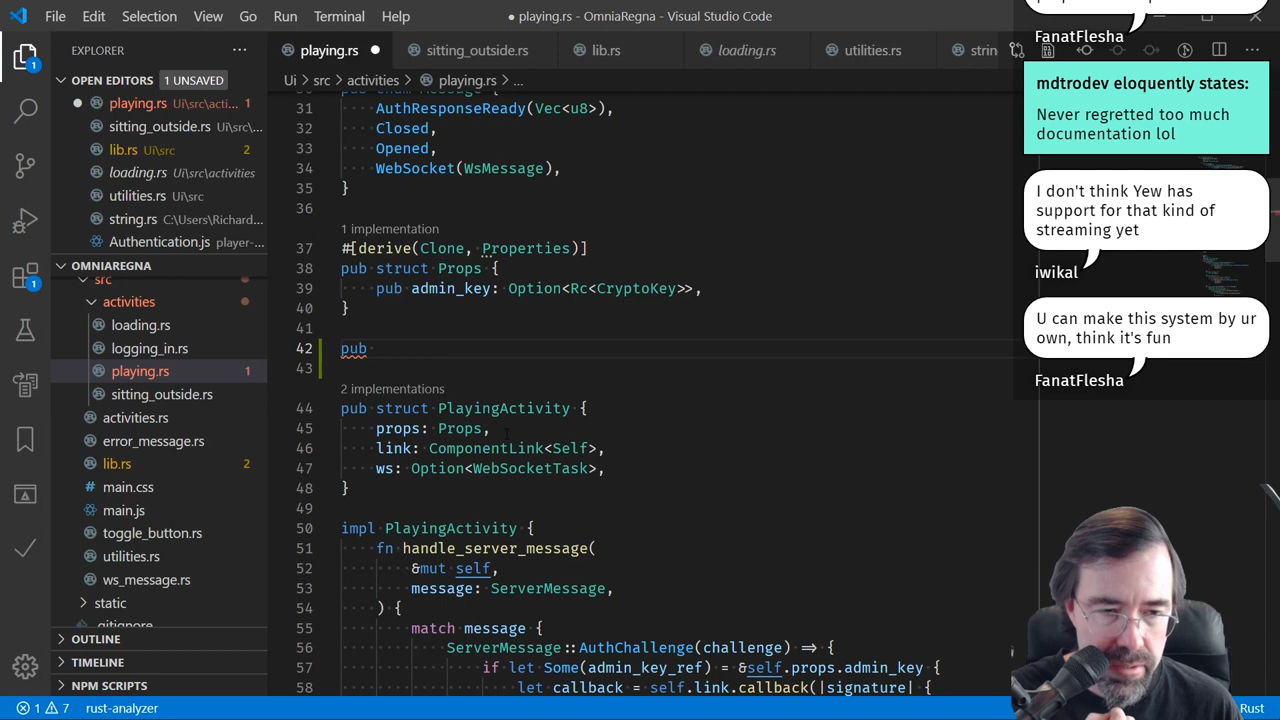 File Edit Selection View Go Run Terminal Help
● playing.rs - OmniaRegna - Visual Studio Code
EXPLORER
OPEN EDITORS 1 UNSAVED
playing.rs Ui\src\acti... 1
sitting_outside.rs Ui\src\...
lib.rs Ui\src 2
loading.rs Ui\src\activities
utilities.rs Ui\src
string.rs C:\Users\Richard...
Authentication.js player-...
OMNIAREGNA
src
activities
loading.rs
logging_in.rs
playing.rs 1
sitting_outside.rs
activities.rs
error_message.rs
lib.rs 2
main.css
main.js
toggle_button.rs
utilities.rs
ws_message.rs
static
.gitignore
OUTLINE
TIMELINE
NPM SCRIPTS
1
1
playing.rs
sitting_outside.rs
lib.rs
loading.rs
utilities.rs
strin
Ui > src > activities > playing.rs > ...
30 pub enum Message {
31 AuthResponseReady(Vec<u8>),
32 Closed,
33 Opened,
34 WebSocket(WsMessage),
35 }
36
1 implementation
37 #[derive(Clone, Properties)]
38 pub struct Props {
39 pub admin_key: Option<Rc<CryptoKey>>,
40 }
41
42 pub
43
2 implementations
44 pub struct PlayingActivity {
45 props: Props,
46 link: ComponentLink<Self>,
47 ws: Option<WebSocketTask>,
48 }
49
50 impl PlayingActivity {
51 fn handle_server_message(
52 &mut self,
53 message: ServerMessage,
54 ) {
55 match message {
56 ServerMessage::AuthChallenge(challenge) => {
57 if let Some(admin_key_ref) = &self.props.admin_key {
58 let callback = self.link.callback(|signature| {
FanatFlesha
mdtrodev eloquently states:
Never regretted too much
documentation lol
I don't think Yew has
support for that kind of
streaming yet
iwikal
U can make this system by ur
own, think it's fun
FanatFlesha
1 7 rust-analyzer
Rust